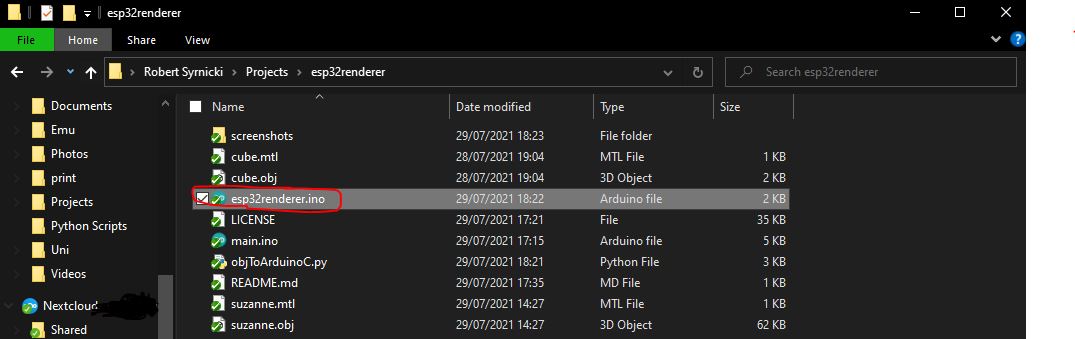 esp32renderer
File Home Share View
Robert Syrnicki Projects esp32renderer Search esp32renderer
Documents
Emu
Photos
print
Projects
Python Scripts
Uni
Videos
Nextcloud
Shared
Name Date modified Type Size
screenshots 29/07/2021 18:23 File folder
cube.mtl 28/07/2021 19:04 MTL File 1 KB
cube.obj 28/07/2021 19:04 3D Object 2 KB
esp32renderer.ino 29/07/2021 18:22 Arduino file 2 KB
LICENSE 29/07/2021 17:21 File 35 KB
main.ino 29/07/2021 17:15 Arduino file 5 KB
objToArduinoC.py 29/07/2021 18:21 Python File 3 KB
README.md 29/07/2021 17:35 MD File 1 KB
suzanne.mtl 29/07/2021 14:27 MTL File 1 KB
suzanne.obj 29/07/2021 14:27 3D Object 62 KB